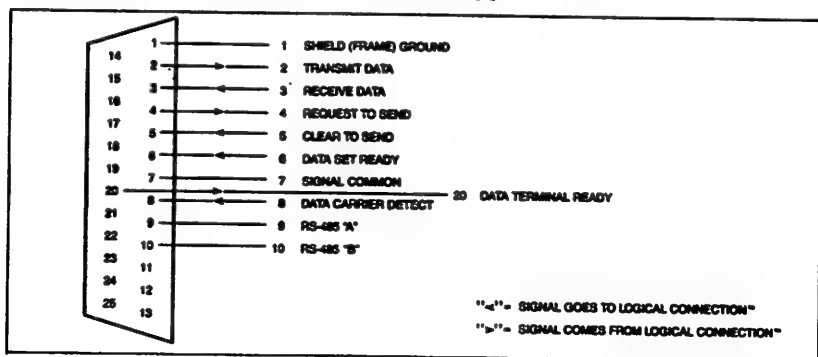 1 1 SHIELD (FRAME) GROUND
14
2 2 TRANSMIT DATA
15
3 3 RECEIVE DATA
16
4 4 REQUEST TO SEND
17
5 5 CLEAR TO SEND
18
6 6 DATA SET READY
19
7 7 SIGNAL COMMON
20 20 DATA TERMINAL READY
8 8 DATA CARRIER DETECT
21
9 9 RS-485 "A"
22
10 10 RS-485 "B"
23
11
24
12
25
13
"<"= SIGNAL GOES TO LOGICAL CONNECTION™
">"= SIGNAL COMES FROM LOGICAL CONNECTION™